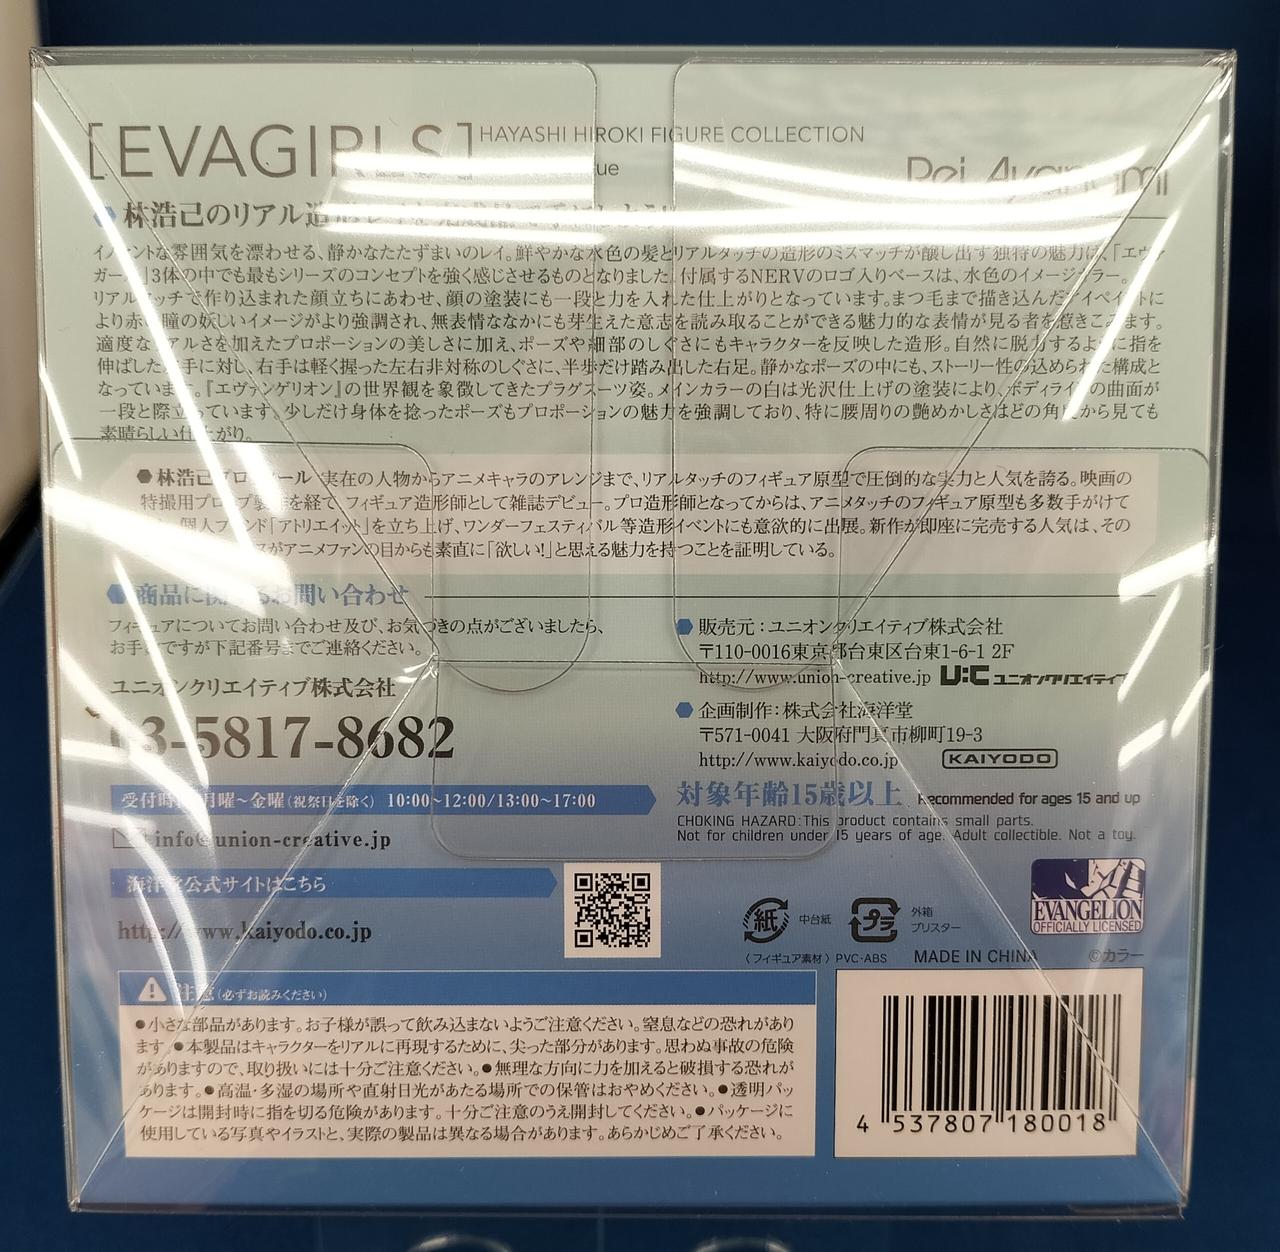 [EVAGIRLS] HAYASHI HIROKI FIGURE COLLECTION
Rei Ayanami
林浩己のリアル造形
イノセントな雰囲気を漂わせる、静かなたたずまいのレイ。鮮やかな水色の髪とリアルタッチの造形のミスマッチが醸し出す独特の魅力は、「エヴァ
ガールズ」3体の中でも最もシリーズのコンセプトを強く感じさせるものとなりました。付属するNERVのロゴ入りベースは、水色のイメージカラー。
リアルタッチで作り込まれた顔立ちにあわせ、顔の塗装にも一段と力を入れた仕上がりとなっています。まつ毛まで描き込んだアイペイントに
より赤い瞳の妖しいイメージがより強調され、無表情ななかにも芽生えた意志を読み取ることができる魅力的な表情が見る者を惹きこみます。
適度なリアルさを加えたプロポーションの美しさに加え、ポーズや細部のしぐさにもキャラクターを反映した造形。自然に脱力するように指を
伸ばした左手に対し、右手は軽く握った左右非対称のしぐさに、半歩だけ踏み出した右足。静かなポーズの中にも、ストーリー性の込められた構成と
なっています。『エヴァンゲリオン』の世界観を象徴してきたプラグスーツ姿。メインカラーの白は光沢仕上げの塗装により、ボディラインの曲面が
一段と際立っています。少しだけ身体を捻ったポーズもプロポーションの魅力を強調しており、特に腰周りの艶めかしさはどの角度から見ても
素晴らしい仕上がり。
●林浩己プロフィール 実在の人物からアニメキャラのアレンジまで、リアルタッチのフィギュア原型で圧倒的な実力と人気を誇る。映画の
特撮用プロップ製作を経て、フィギュア造形師として雑誌デビュー。プロ造形師となってからは、アニメタッチのフィギュア原型も多数手がけて
個人ブランド「アトリエイット」を立ち上げ、ワンダーフェスティバル等造形イベントにも意欲的に出展。新作が即座に完売する人気は、その
がアニメファンの目からも素直に「欲しい!」と思える魅力を持つことを証明している。
商品に関するお問い合わせ
フィギュアについてお問い合わせ及び、お気づきの点がございましたら、
お手数ですが下記番号までご連絡ください。
ユニオンクリエイティブ株式会社
03-5817-8682
受付時間 月曜~金曜(祝祭日を除く) 10:00~12:00/13:00~17:00
info@union-creative.jp
海洋堂公式サイトはこちら
http://www.kaiyodo.co.jp
販売元:ユニオンクリエイティブ株式会社
〒110-0016東京都台東区台東1-6-1 2F
http://www.union-creative.jp U:C ユニオンクリエイティブ
企画制作:株式会社海洋堂
〒571-0041 大阪府門真市柳町19-3
http://www.kaiyodo.co.jp KAIYODO
対象年齢15歳以上 Recommended for ages 15 and up
CHOKING HAZARD:This product contains small parts.
Not for children under 15 years of age. Adult collectible. Not a toy.
紙 中台紙 プラ 外箱
ブリスター
EVANGELION
OFFICIALLY LICENSED
〈フィギュア素材〉PVC・ABS MADE IN CHINA ©カラー
注意(必ずお読みください)
●小さな部品があります。お子様が誤って飲み込まないようご注意ください。窒息などの恐れがあり
ます。●本製品はキャラクターをリアルに再現するために、尖った部分があります。思わぬ事故の危険
がありますので、取り扱いには十分ご注意ください。●無理な方向に力を加えると破損する恐れが
あります。●高温・多湿の場所や直射日光があたる場所での保管はおやめください。●透明パッ
ケージは開封時に指を切る危険があります。十分ご注意のうえ開封してください。●パッケージに
使用している写真やイラストと、実際の製品は異なる場合があります。あらかじめご了承ください。
4 537807 180018